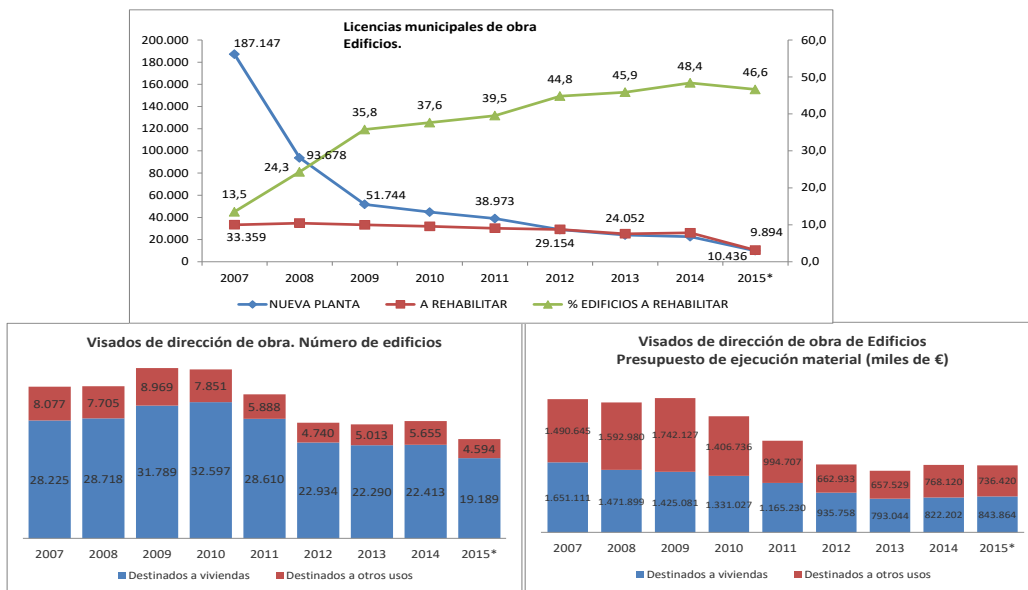 Licencias municipales de obra
Edificios.
200.000
180.000
160.000
140.000
120.000
100.000
80.000
60.000
40.000
20.000
0
60,0
50,0
40,0
30,0
20,0
10,0
0,0
187.147
93.678
51.744
38.973
24.052
9.894
13,5
24,3
35,8
37,6
39,5
44,8
45,9
48,4
46,6
33.359
29.154
10.436
2007 2008 2009 2010 2011 2012 2013 2014 2015*
NUEVA PLANTA A REHABILITAR % EDIFICIOS A REHABILITAR
Visados de dirección de obra. Número de edificios
8.077 7.705 8.969 7.851 5.888 4.740 5.013 5.655 4.594
28.225 28.718 31.789 32.597 28.610 22.934 22.290 22.413 19.189
2007 2008 2009 2010 2011 2012 2013 2014 2015*
Destinados a viviendas Destinados a otros usos
Visados de dirección de obra de Edificios
Presupuesto de ejecución material (miles de €)
1.490.645 1.592.980 1.742.127 1.406.736 994.707 662.933 657.529 768.120 736.420
1.651.111 1.471.899 1.425.081 1.331.027 1.165.230 935.758 793.044 822.202 843.864
2007 2008 2009 2010 2011 2012 2013 2014 2015*
Destinados a viviendas Destinados a otros usos